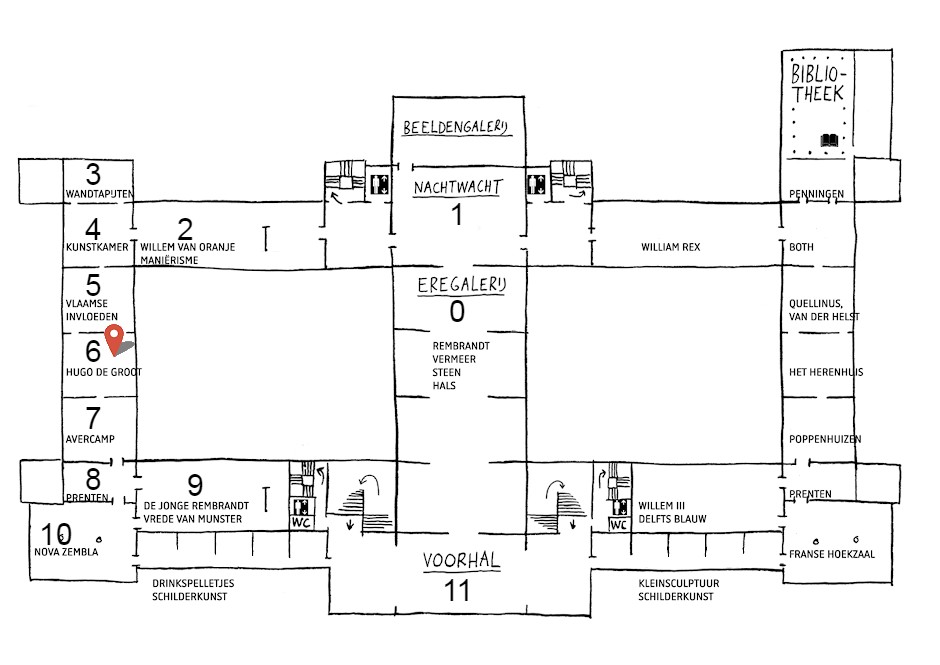 BIBLIO-
THEEK
BEELDENGALERIJ
3
WANDTAPIJTEN
NACHTWACHT
1
PENNINGEN
4
KUNSTKAMER
2
WILLEM VAN ORANJE
MANIËRISME
WILLIAM REX
BOTH
5
VLAAMSE
INVLOEDEN
EREGALERIJ
0
QUELLINUS,
VAN DER HELST
6
HUGO DE GROOT
REMBRANDT
VERMEER
STEEN
HALS
HET HERENHUIS
7
AVERCAMP
POPPENHUIZEN
8
PRENTEN
9
DE JONGE REMBRANDT
VREDE VAN MUNSTER
WC
WC
WILLEM III
DELFTS BLAUW
PRENTEN
10
NOVA ZEMBLA
VOORHAL
11
FRANSE HOEKZAAL
DRINKSPELLETJES
SCHILDERKUNST
KLEINSCULPTUUR
SCHILDERKUNST